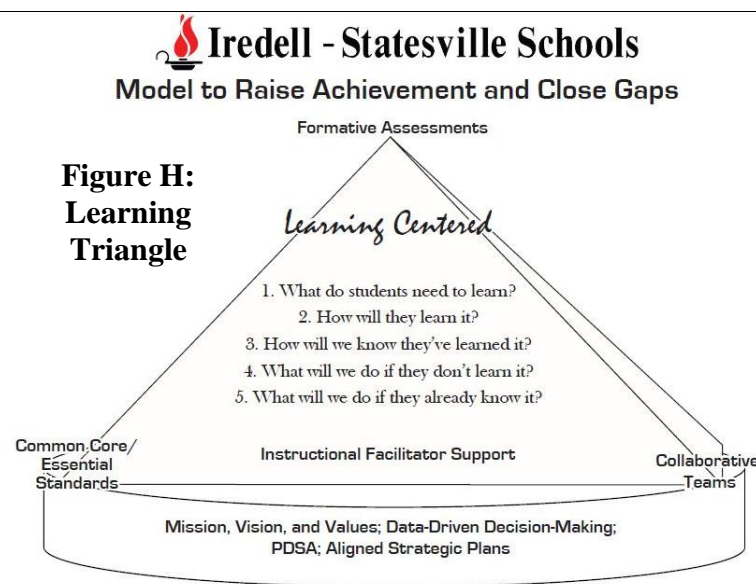 Iredell - Statesville Schools
Model to Raise Achievement and Close Gaps
Formative Assessments
Figure H:
Learning
Triangle
Learning Centered
1. What do students need to learn?
2. How will they learn it?
3. How will we know they've learned it?
4. What will we do if they don't learn it?
5. What will we do if they already know it?
Common Core/
Essential
Standards
Instructional Facilitator Support
Collaborative
Teams
Mission, Vision, and Values; Data-Driven Decision-Making;
PDSA; Aligned Strategic Plans